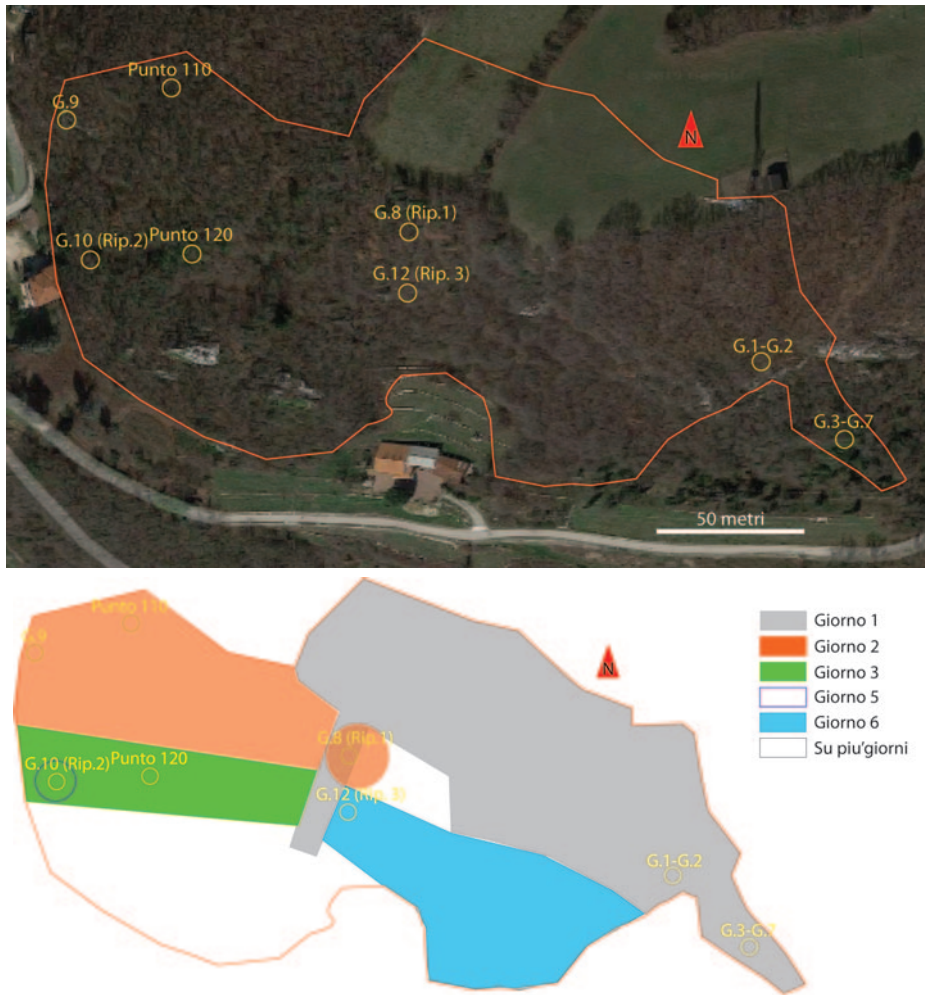 Punto 110
G.9
N
G.8 (Rip.1)
G.10 (Rip.2)
Punto 120
G.12 (Rip. 3)
G.1-G.2
G.3-G.7
50 metri
Punto 110
G.9
N
Giorno 1
Giorno 2
Giorno 3
Giorno 5
Giorno 6
Su piu'giorni
G.8 (Rip.1)
G.10 (Rip.2)
Punto 120
G.12 (Rip. 3)
G.1-G.2
G.3-G.7